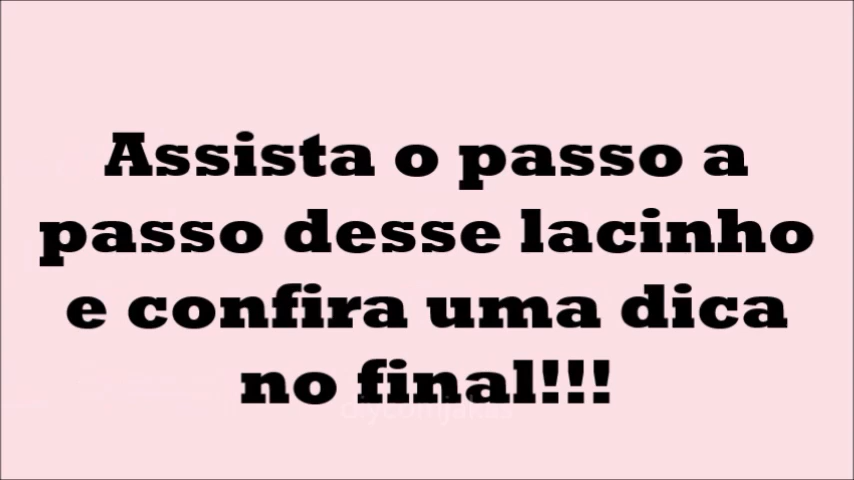 Assista o passo a
passo desse lacinho
e confira uma dica
no final!!!